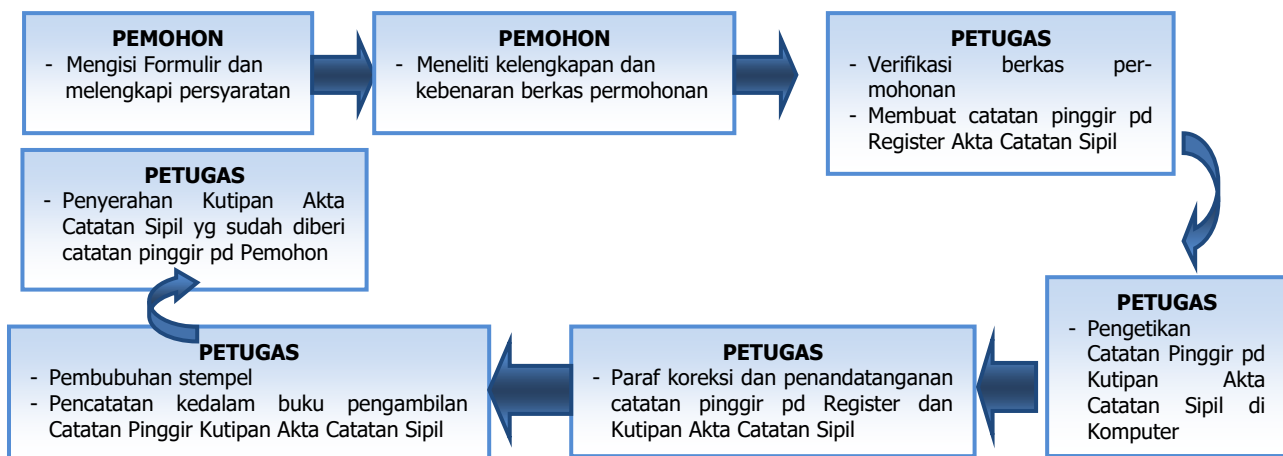 PEMOHON
- Mengisi Formulir dan
melengkapi persyaratan
PEMOHON
- Meneliti kelengkapan dan
kebenaran berkas permohonan
PETUGAS
- Verifikasi berkas per-
mohonan
- Membuat catatan pinggir pd
Register Akta Catatan Sipil
PETUGAS
- Pengetikan
Catatan Pinggir pd
Kutipan Akta
Catatan Sipil di
Komputer
PETUGAS
- Paraf koreksi dan penandatanganan
catatan pinggir pd Register dan
Kutipan Akta Catatan Sipil
PETUGAS
- Pembubuhan stempel
- Pencatatan kedalam buku pengambilan
Catatan Pinggir Kutipan Akta Catatan Sipil
PETUGAS
- Penyerahan Kutipan Akta
Catatan Sipil yg sudah diberi
catatan pinggir pd Pemohon